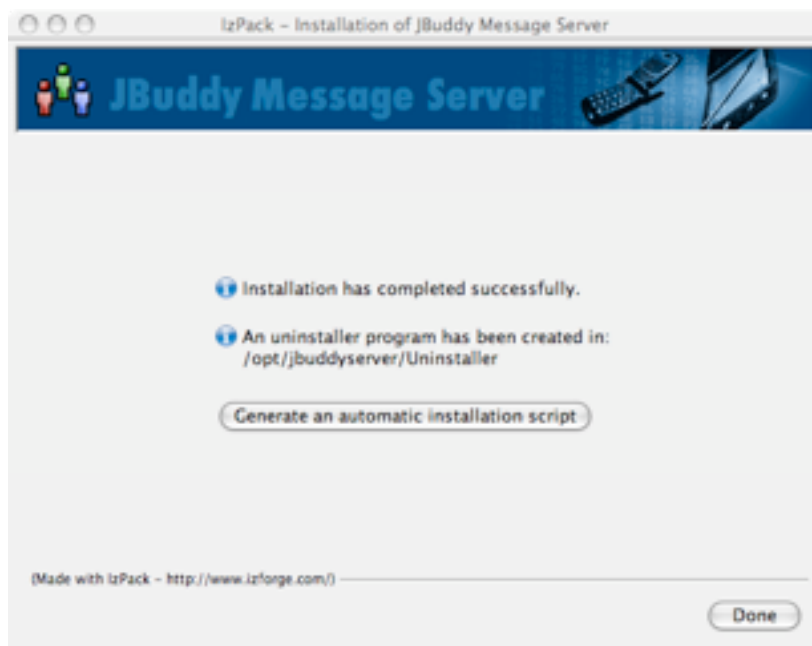 IzPack – Installation of JBuddy Message Server
JBuddy Message Server
Installation has completed successfully.
An uninstaller program has been created in:
/opt/jbuddyserver/Uninstaller
Generate an automatic installation script
(Made with IzPack – http://www.izforge.com/)
Done